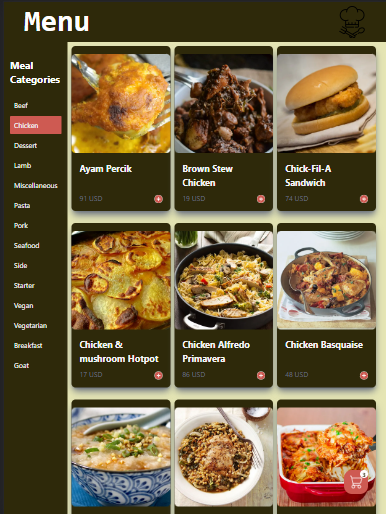 Menu
Meal
Categories
Beef
Chicken
Dessert
Lamb
Miscellaneous
Pasta
Pork
Seafood
Side
Starter
Vegan
Vegetarian
Breakfast
Goat
Ayam Percik
91 USD
Brown Stew
Chicken
19 USD
Chick-Fil-A
Sandwich
74 USD
Chicken &
mushroom Hotpot
17 USD
Chicken Alfredo
Primavera
86 USD
Chicken Basquaise
48 USD
1